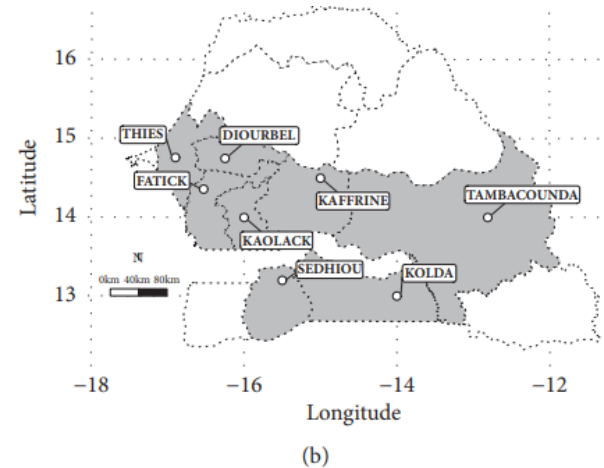 16
15
THIES
DIOURBEL
FATICK
KAFFRINE
TAMBACOUNDA
14
KAOLACK
N
SEDHIOU
KOLDA
0km 40km 80km
13
Latitude
−18
−16
−14
−12
Longitude
(b)